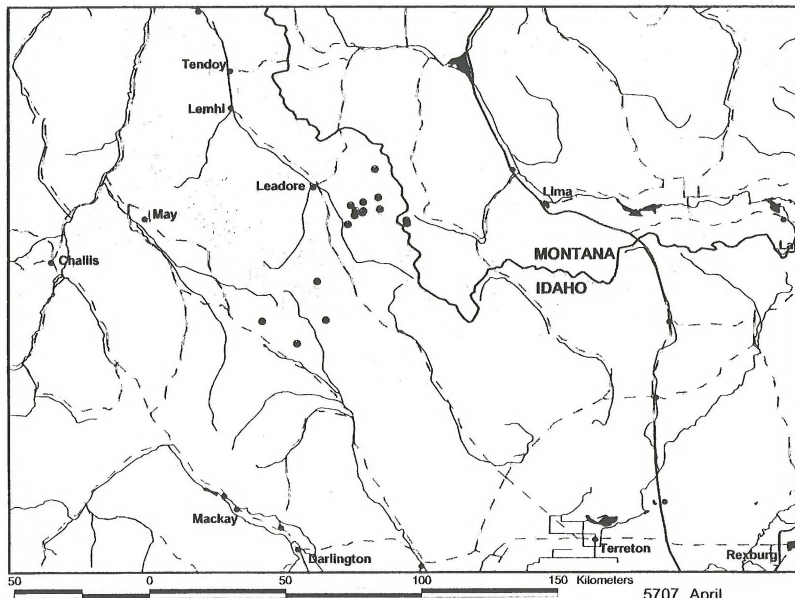 Tendoy
Lemhi
Leadore
Lima
May
La
MONTANA
Challis
IDAHO
Mackay
Darlington
Terreton
Rexburg
50 0 50 100 150 Kilometers
5707 April